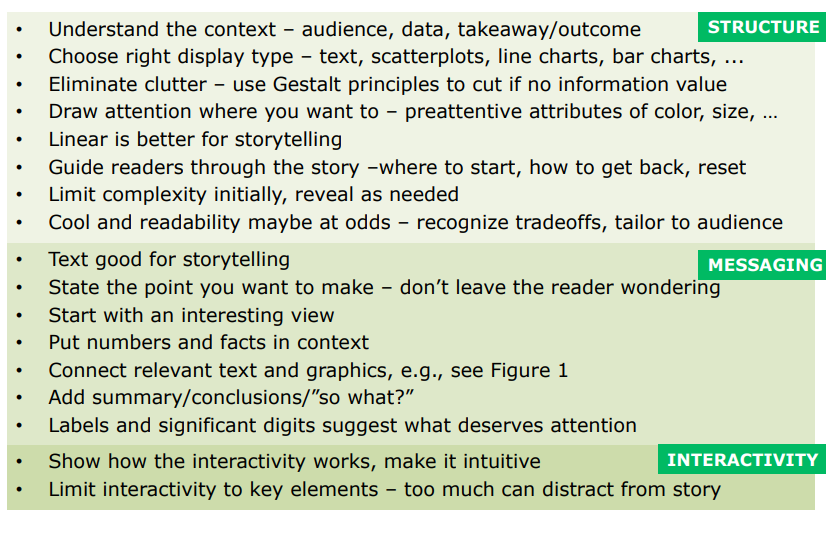 STRUCTURE
• Understand the context – audience, data, takeaway/outcome
• Choose right display type – text, scatterplots, line charts, bar charts, ...
• Eliminate clutter – use Gestalt principles to cut if no information value
• Draw attention where you want to – preattentive attributes of color, size, …
• Linear is better for storytelling
• Guide readers through the story –where to start, how to get back, reset
• Limit complexity initially, reveal as needed
• Cool and readability maybe at odds – recognize tradeoffs, tailor to audience
MESSAGING
• Text good for storytelling
• State the point you want to make – don’t leave the reader wondering
• Start with an interesting view
• Put numbers and facts in context
• Connect relevant text and graphics, e.g., see Figure 1
• Add summary/conclusions/”so what?”
• Labels and significant digits suggest what deserves attention
INTERACTIVITY
• Show how the interactivity works, make it intuitive
• Limit interactivity to key elements – too much can distract from story